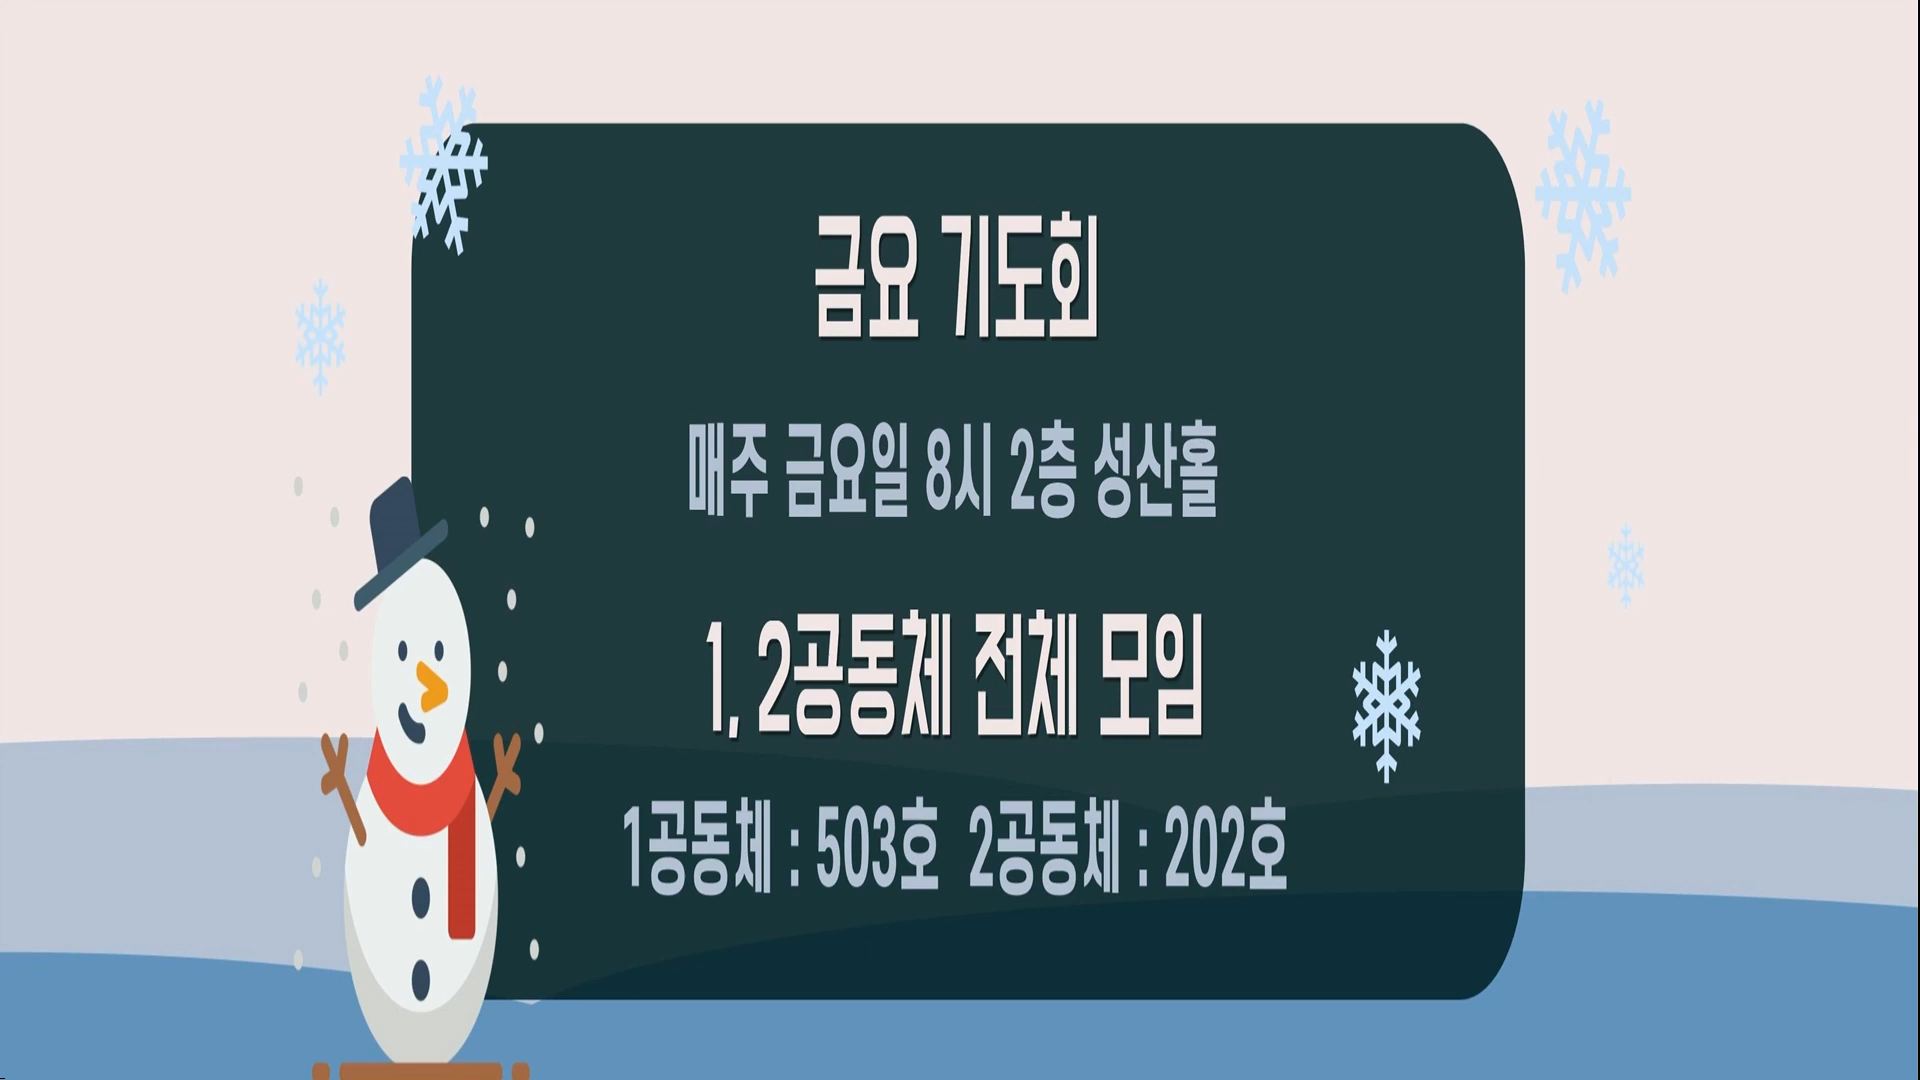 금요 기도회
매주 금요일 8시 2층 성산홀
1, 2공동체 전체 모임
1공동체 : 503호 2공동체 : 202호